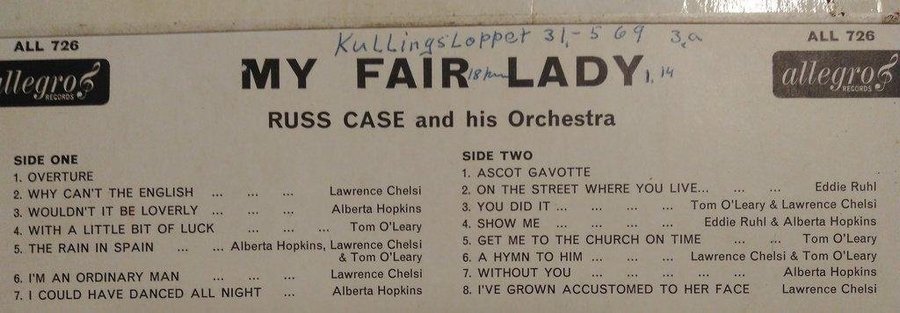 ALL 726
Kullingsloppet 31,-5 69 3,a
ALL 726
allegro
RECORDS
MY FAIR LADY
18 km
1,14
allegro
RECORDS
RUSS CASE and his Orchestra
SIDE ONE
1. OVERTURE
2. WHY CAN'T THE ENGLISH ... ... ... Lawrence Chelsi
3. WOULDN'T IT BE LOVERLY ... ... Alberta Hopkins
4. WITH A LITTLE BIT OF LUCK ... ... ... Tom O'Leary
5. THE RAIN IN SPAIN ... ... Alberta Hopkins, Lawrence Chelsi
& Tom O'Leary
6. I'M AN ORDINARY MAN ... ... ... Lawrence Chelsi
7. I COULD HAVE DANCED ALL NIGHT ... Alberta Hopkins
SIDE TWO
1. ASCOT GAVOTTE
2. ON THE STREET WHERE YOU LIVE... ... ... Eddie Ruhl
3. YOU DID IT ... ... ... Tom O'Leary & Lawrence Chelsi
4. SHOW ME ... ... ... Eddie Ruhl & Alberta Hopkins
5. GET ME TO THE CHURCH ON TIME ... ... Tom O'Leary
6. A HYMN TO HIM ... ... Lawrence Chelsi & Tom O'Leary
7. WITHOUT YOU ... ... ... ... Alberta Hopkins
8. I'VE GROWN ACCUSTOMED TO HER FACE Lawrence Chelsi